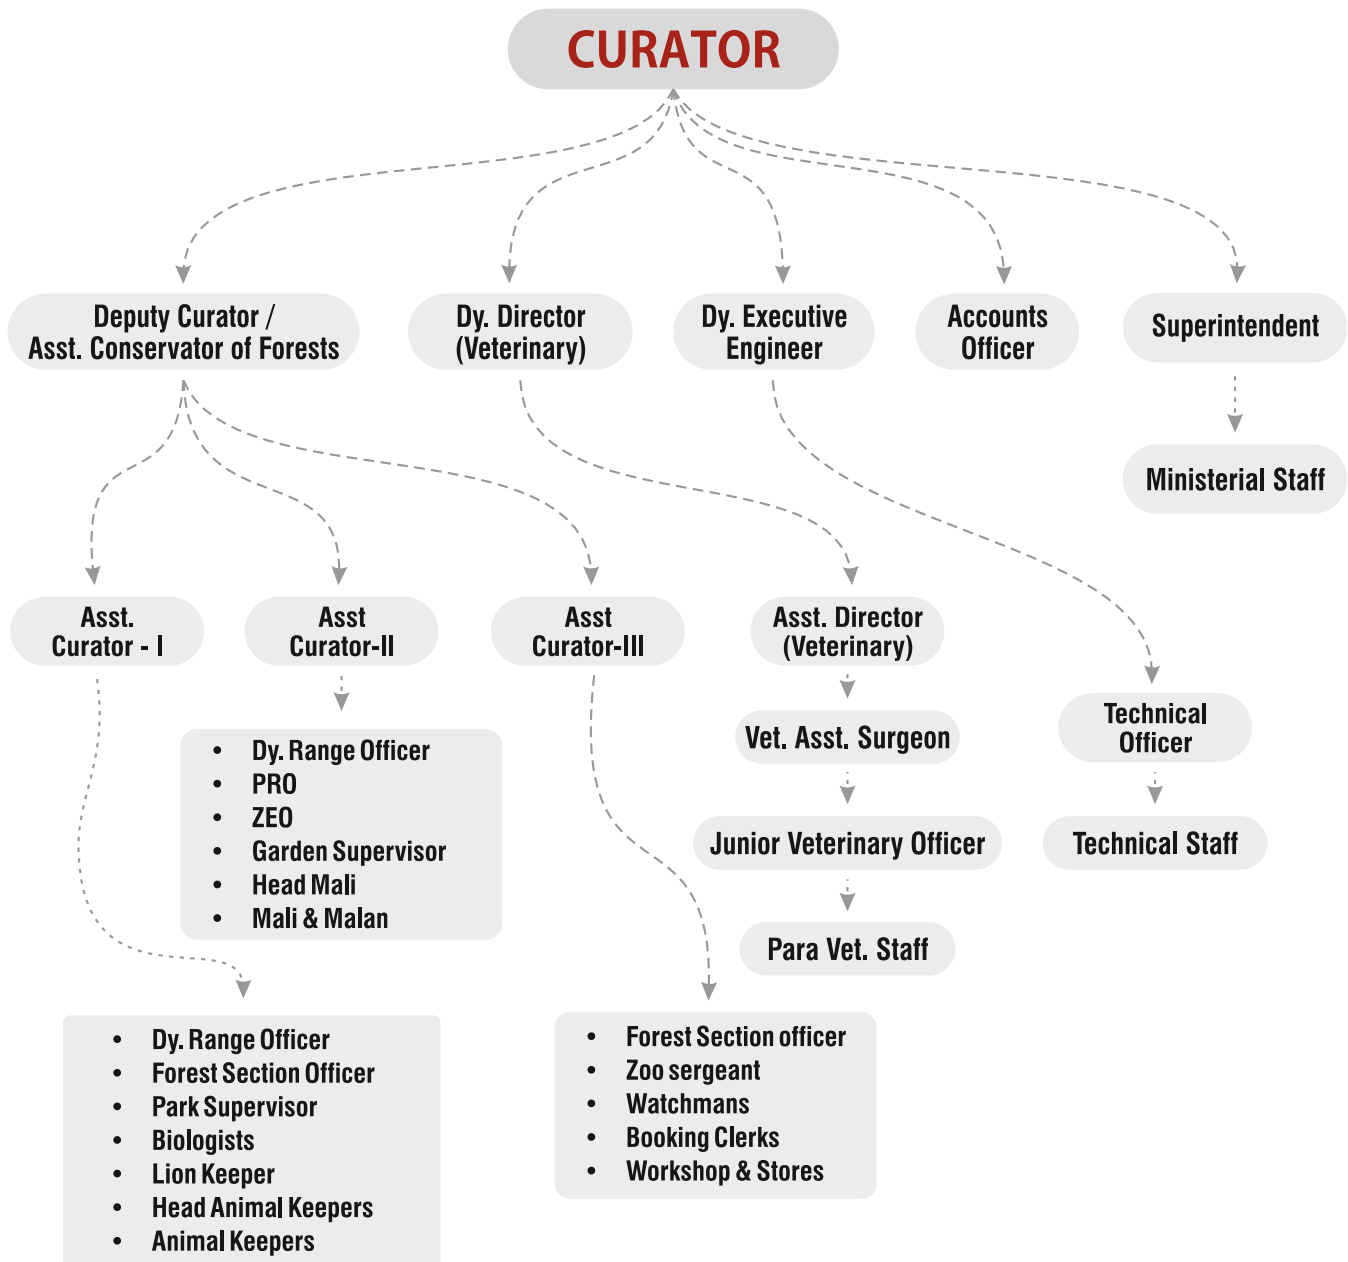 CURATOR
Deputy Curator /
Asst. Conservator of Forests
Dy. Director
(Veterinary)
Dy. Executive
Engineer
Accounts
Officer
Superintendent
Ministerial Staff
Asst.
Curator - I
Asst
Curator-II
Asst
Curator-III
Asst. Director
(Veterinary)
Technical
Officer
Vet. Asst. Surgeon
Junior Veterinary Officer
Technical Staff
Para Vet. Staff
• Dy. Range Officer
• PRO
• ZEO
• Garden Supervisor
• Head Mali
• Mali & Malan
• Dy. Range Officer
• Forest Section Officer
• Park Supervisor
• Biologists
• Lion Keeper
• Head Animal Keepers
• Animal Keepers
• Forest Section officer
• Zoo sergeant
• Watchmans
• Booking Clerks
• Workshop & Stores